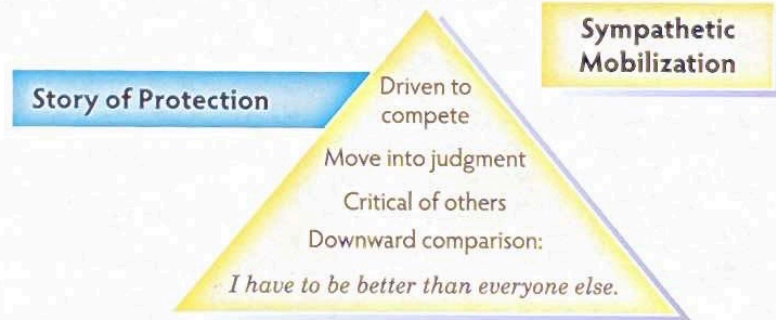 Sympathetic
Mobilization
Story of Protection
Driven to
compete
Move into judgment
Critical of others
Downward comparison:
I have to be better than everyone else.